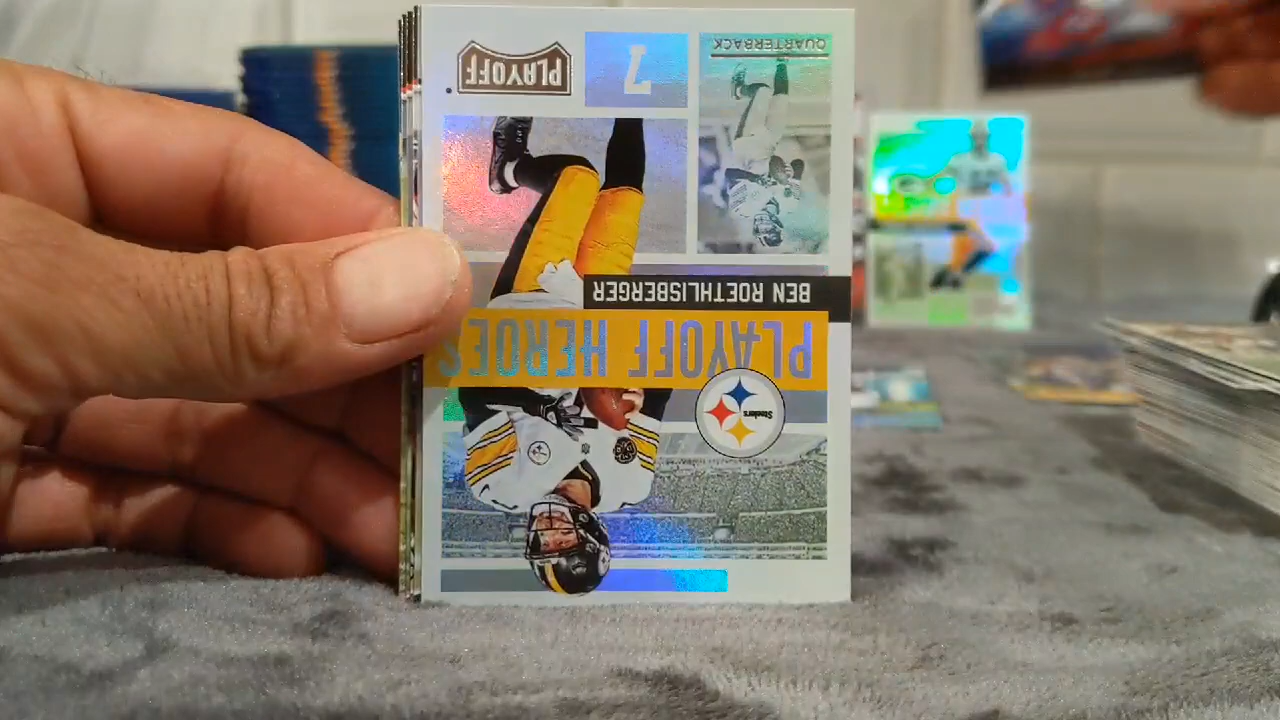 PLAYOFF
7
QUARTERBACK
BEN ROETHLISBERGER
PLAYOFF HEROES
Steelers